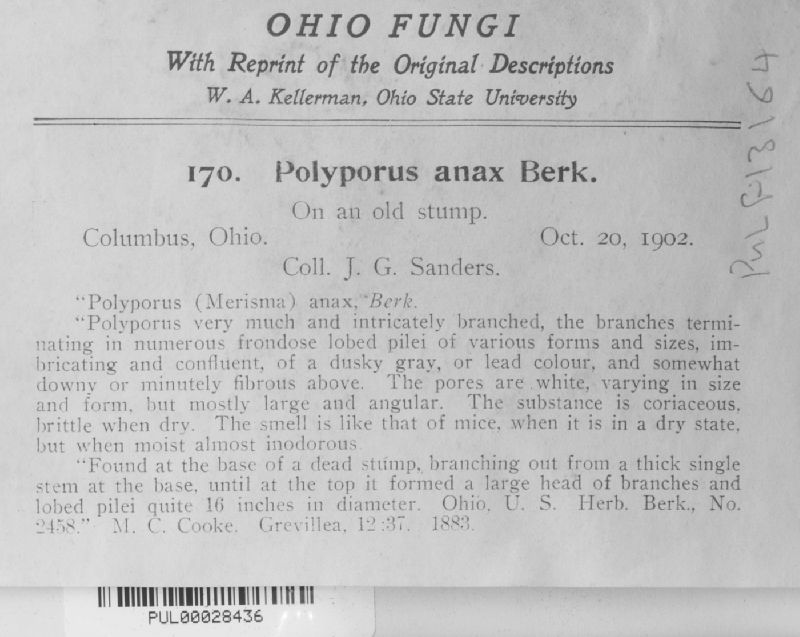 OHIO FUNGI
With Reprint of the Original Descriptions
W. A. Kellerman, Ohio State University
170. Polyporus anax Berk.
On an old stump.
Columbus, Ohio. Oct. 20, 1902.
Coll. J. G. Sanders.
"Polyporus (Merisma) anax, Berk.
"Polyporus very much and intricately branched, the branches termi-
nating in numerous frondose lobed pilei of various forms and sizes, im-
bricating and confluent, of a dusky gray, or lead colour, and somewhat
downy or minutely fibrous above. The pores are white, varying in size
and form, but mostly large and angular. The substance is coriaceous,
brittle when dry. The smell is like that of mice, when it is in a dry state,
but when moist almost inodorous.
"Found at the base of a dead stump, branching out from a thick single
stem at the base, until at the top it formed a large head of branches and
lobed pilei quite 16 inches in diameter. Ohio, U. S. Herb. Berk., No.
2458." M. C. Cooke. Grevillea, 12:37. 1883.
PUL F13164
PUL00028436